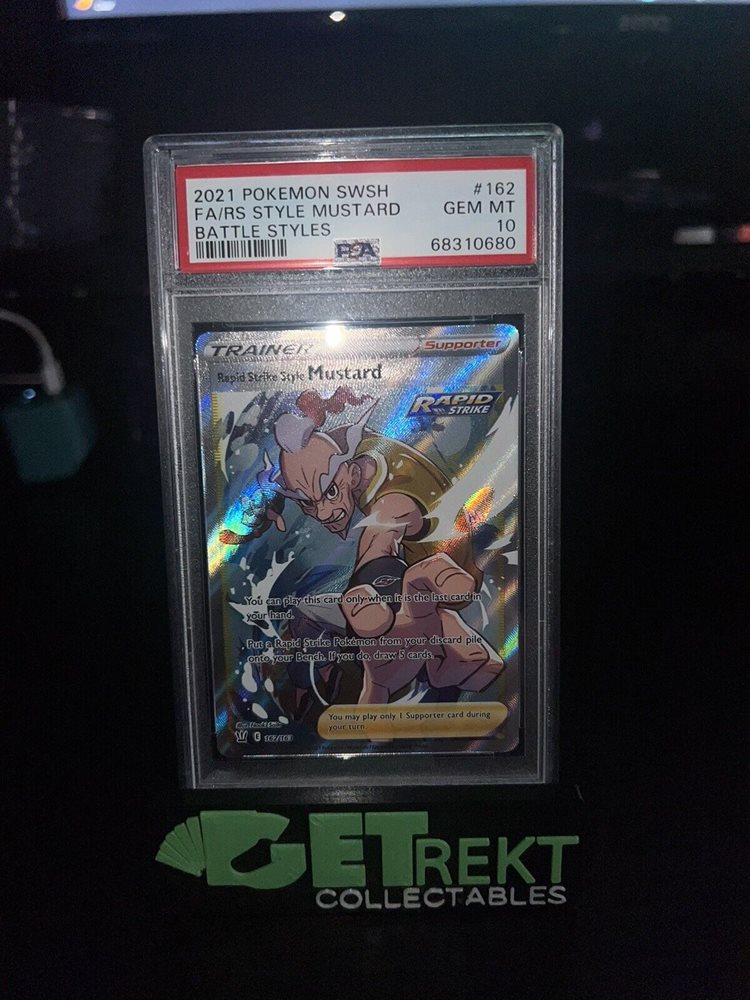 2021 POKEMON SWSH #162
FA/RS STYLE MUSTARD GEM MT
BATTLE STYLES 10
PSA 68310680
TRAINER Supporter
Rapid Strike Style Mustard
RAPID
STRIKE
You can play this card only when it is the last card in
your hand.
Put a Rapid Strike Pokémon from your discard pile
onto your Bench. If you do, draw 5 cards.
You may play only 1 Supporter card during
your turn.
E 162/163
GETREKT
COLLECTABLES